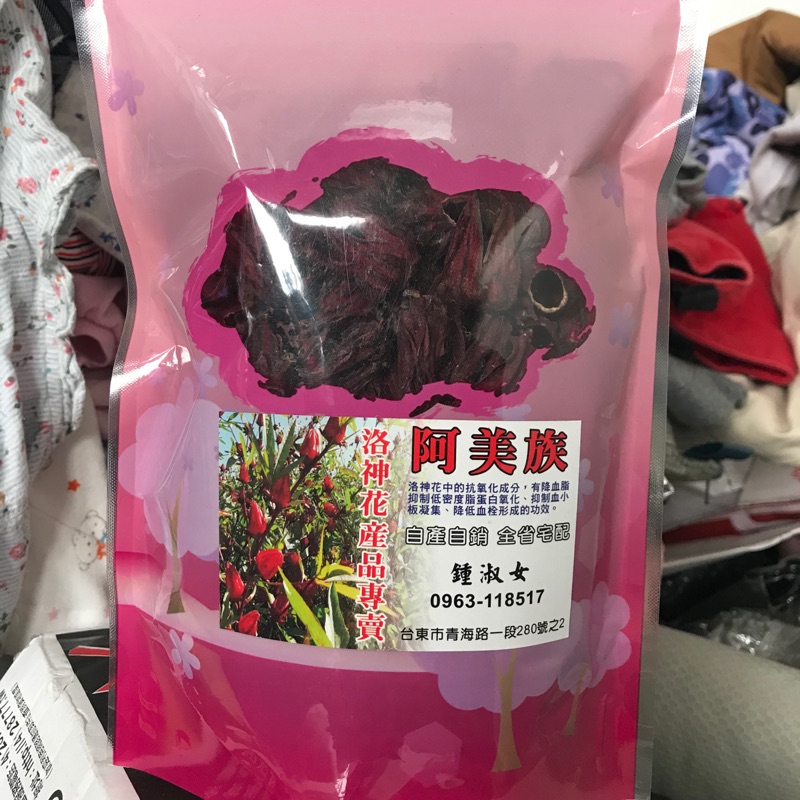 洛神花産品專賣
阿美族
洛神花中的抗氧化成分，有降血脂
抑制低密度脂蛋白氧化、抑制血小
板凝集、降低血栓形成的功效。
自產自銷 全省宅配
鍾淑女
0963-118517
台東市青海路一段280號之2